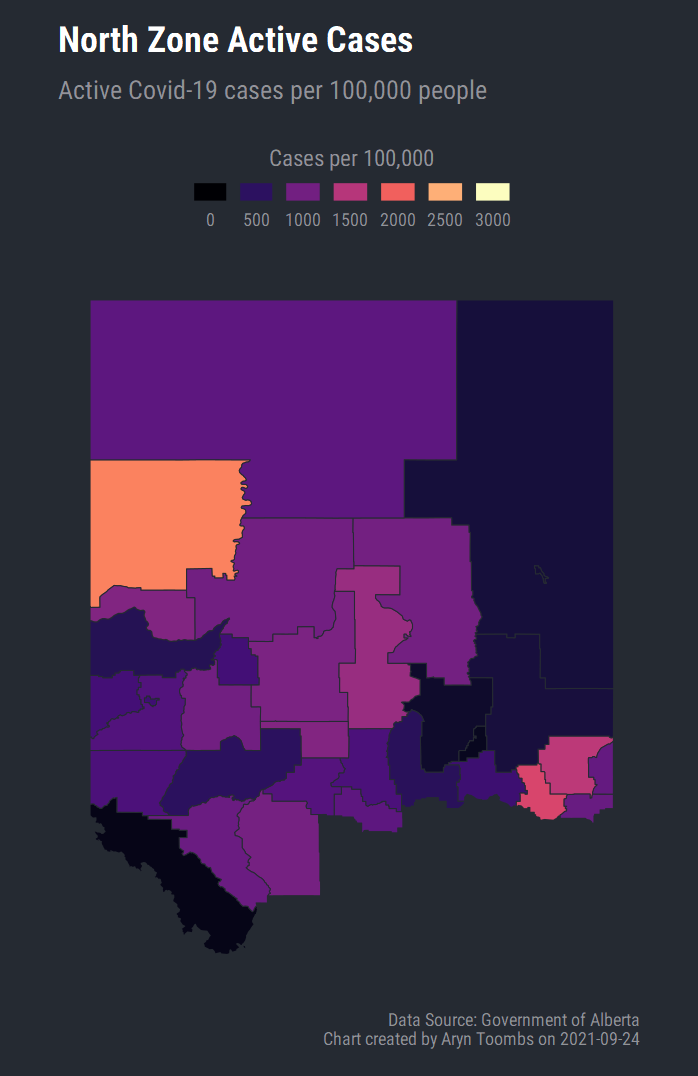 North Zone Active Cases
Active Covid-19 cases per 100,000 people
Cases per 100,000
0 500 1000 1500 2000 2500 3000
Data Source: Government of Alberta
Chart created by Aryn Toombs on 2021-09-24